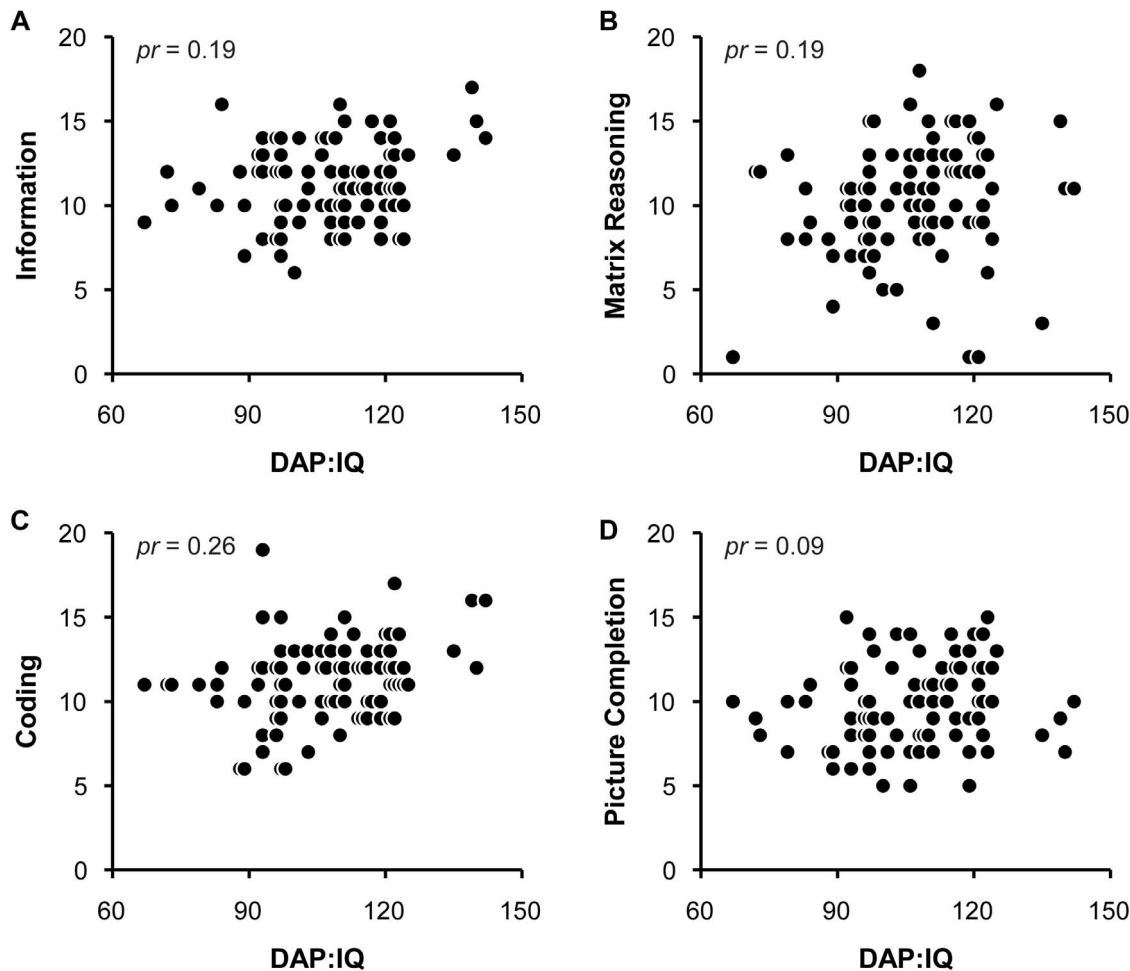 A
pr = 0.19
Information
20
15
10
5
0
60 90 120 150
DAP:IQ
B
pr = 0.19
Matrix Reasoning
20
15
10
5
0
60 90 120 150
DAP:IQ
C
pr = 0.26
Coding
20
15
10
5
0
60 90 120 150
DAP:IQ
D
pr = 0.09
Picture Completion
20
15
10
5
0
60 90 120 150
DAP:IQ